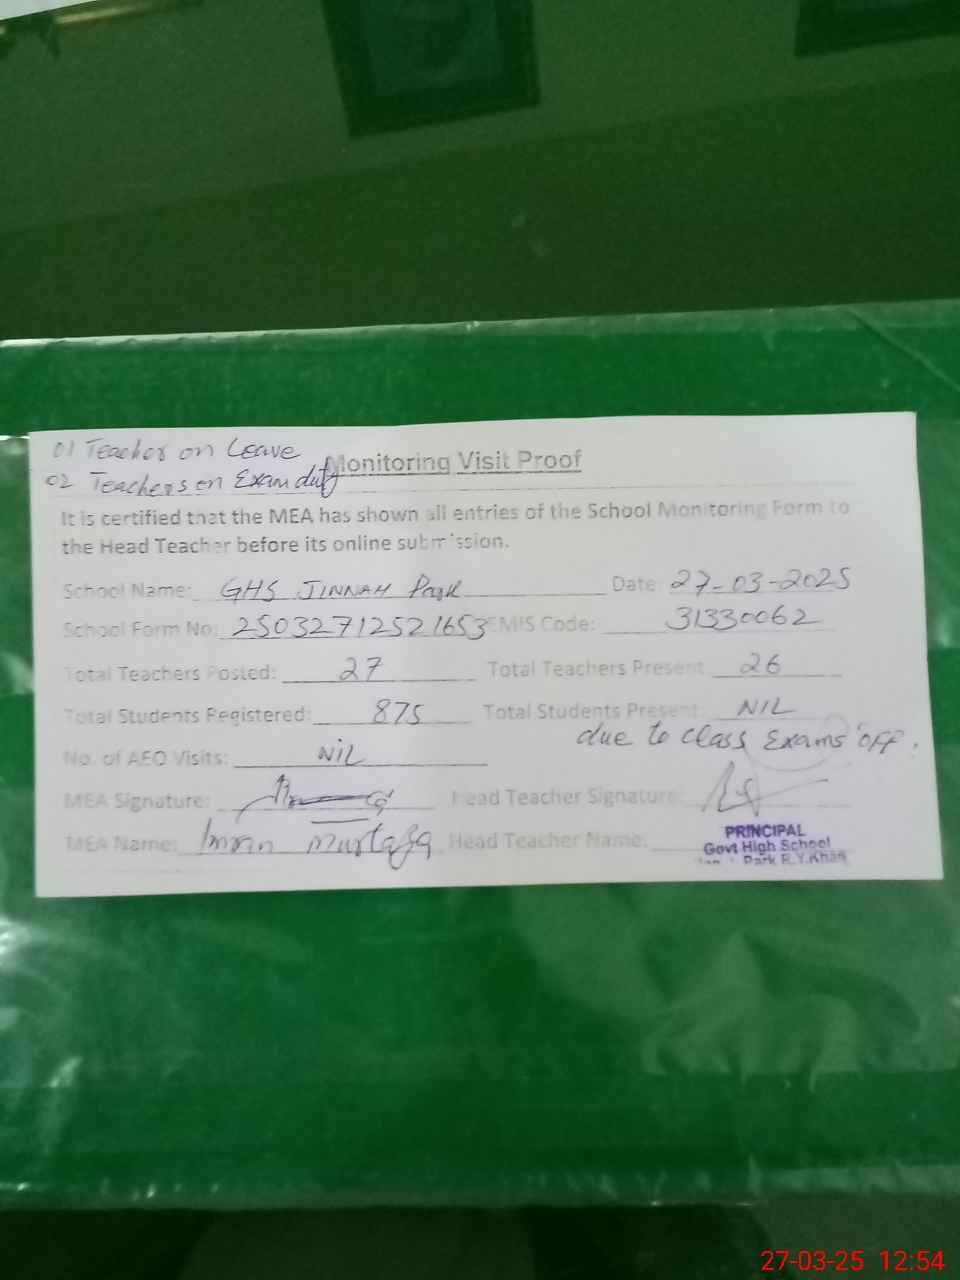 01 Teacher on Leave
02 Teachers on Exam duty
Monitoring Visit Proof
It is certified that the MEA has shown all entries of the School Monitoring Form to
the Head Teacher before its online submission.
School Name: GHS JINNAH Park Date: 27-03-2025
School Form No: 250327112521653 EMIS Code: 31330062
Total Teachers Posted: 27 Total Teachers Present 26
Total Students Registered: 875 Total Students Present: NIL
due to class Exams off.
No. of AEO Visits: NIL
MEA Signature: Head Teacher Signature:
MEA Name: Imran Murtaza Head Teacher Name:
PRINCIPAL
Govt High School
Park R.Y.Khan
27-03-25 12:54